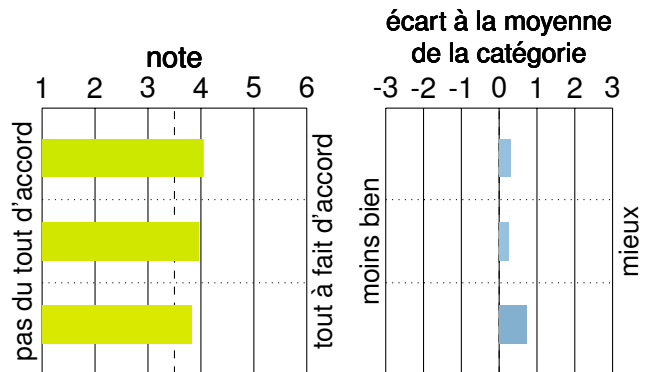 écart à la moyenne
de la catégorie
note
1 2 3 4 5 6
-3 -2 -1 0 1 2 3
pas du tout d'accord
tout à fait d'accord
moins bien
mieux